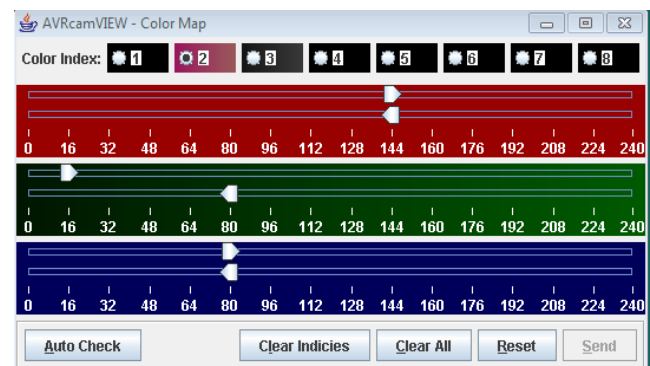 AVRcamVIEW - Color Map
Color Index: 1 2 3 4 5 6 7 8
0 16 32 48 64 80 96 112 128 144 160 176 192 208 224 240
0 16 32 48 64 80 96 112 128 144 160 176 192 208 224 240
0 16 32 48 64 80 96 112 128 144 160 176 192 208 224 240
Auto Check Clear Indicies Clear All Reset Send